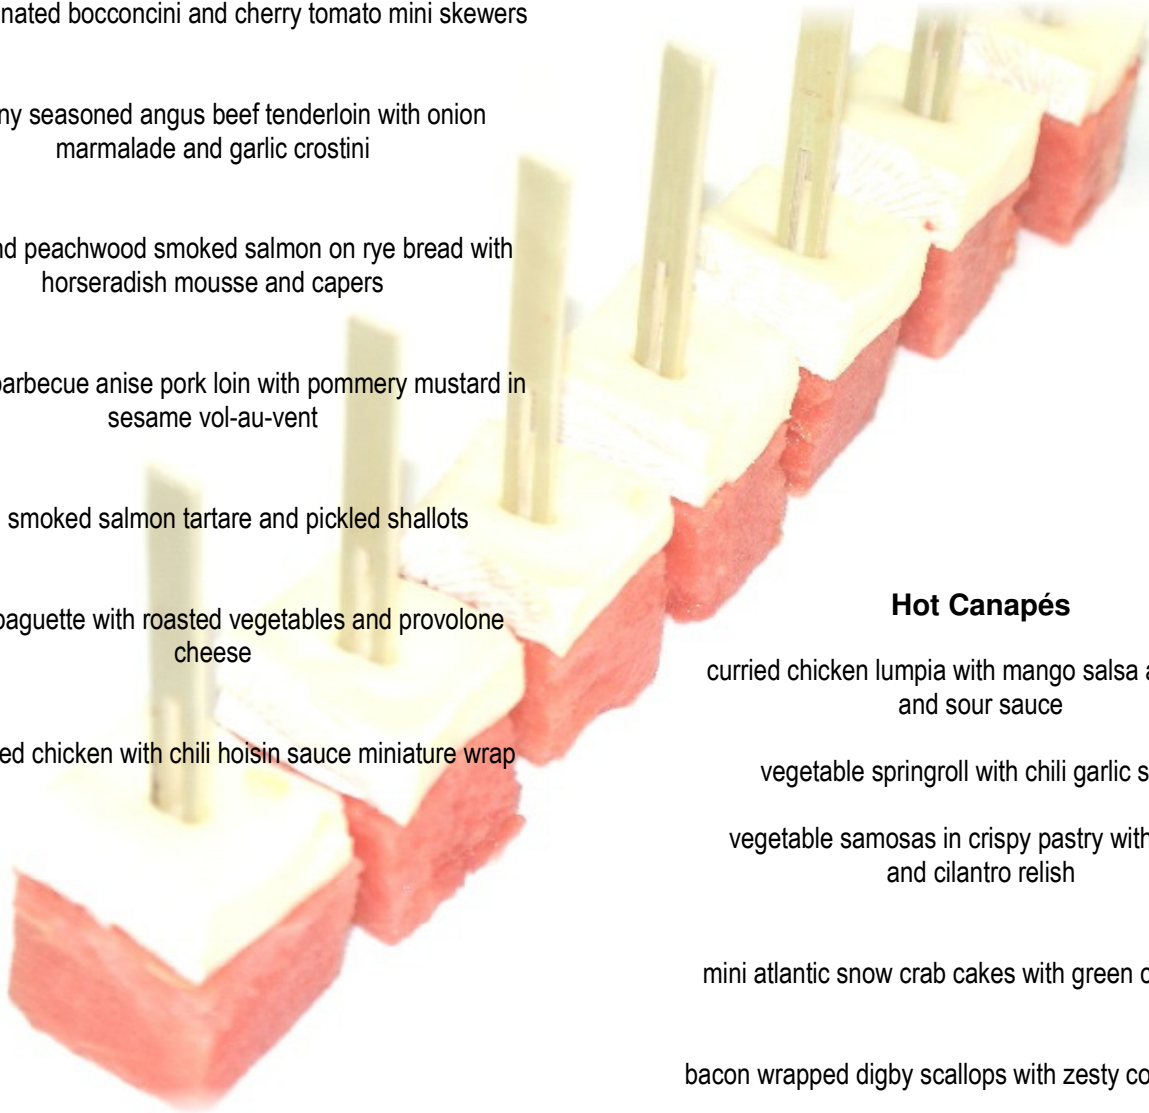 bocconcini and cherry tomato mini skewers
seasoned angus beef tenderloin with onion
marmalade and garlic crostini
peachwood smoked salmon on rye bread with
horseradish mousse and capers
barbecue anise pork loin with pommery mustard in
sesame vol-au-vent
smoked salmon tartare and pickled shallots
baguette with roasted vegetables and provolone
cheese
chicken with chili hoisin sauce miniature wrap
Hot Canapés
curried chicken lumpia with mango salsa
and sour sauce
vegetable springroll with chili garlic
vegetable samosas in crispy pastry with
and cilantro relish
mini atlantic snow crab cakes with green
bacon wrapped digby scallops with zesty